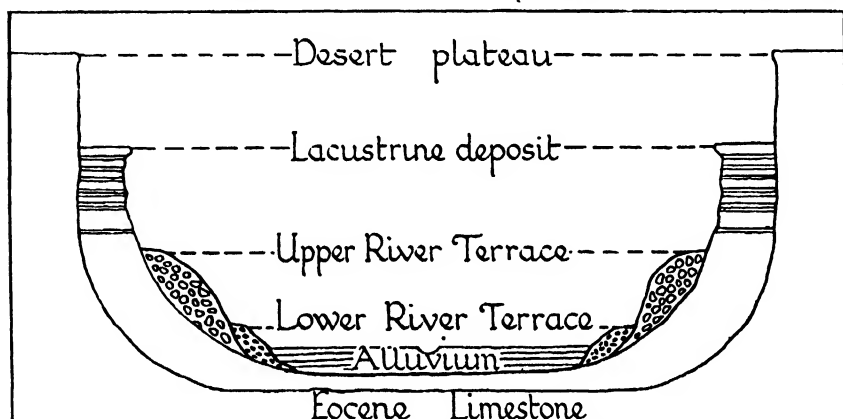 Desert plateau
Lacustrine deposit
Upper River Terrace
Lower River Terrace
Alluvium
Eocene Limestone